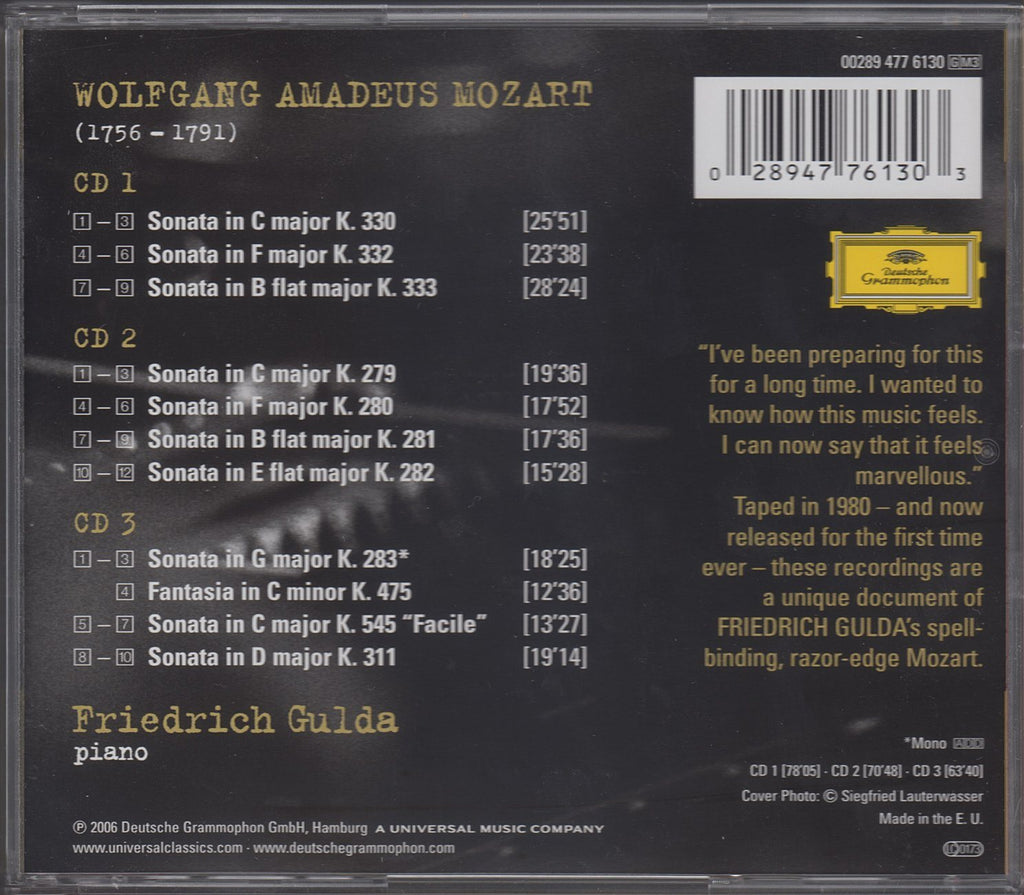 00289 477 6130 GM3
WOLFGANG AMADEUS MOZART
(1756 – 1791)
0 28947 76130 3
CD 1
1 – 3 Sonata in C major K. 330 [25'51]
4 – 6 Sonata in F major K. 332 [23'38]
7 – 9 Sonata in B flat major K. 333 [28'24]
Deutsche
Grammophon
CD 2
1 – 3 Sonata in C major K. 279 [19'36]
4 – 6 Sonata in F major K. 280 [17'52]
7 – 9 Sonata in B flat major K. 281 [17'36]
10 – 12 Sonata in E flat major K. 282 [15'28]
CD 3
1 – 3 Sonata in G major K. 283* [18'25]
4 Fantasia in C minor K. 475 [12'36]
5 – 7 Sonata in C major K. 545 “Facile” [13'27]
8 – 10 Sonata in D major K. 311 [19'14]
“I've been preparing for this
for a long time. I wanted to
know how this music feels.
I can now say that it feels
marvellous.”
Taped in 1980 – and now
released for the first time
ever – these recordings are
a unique document of
FRIEDRICH GULDA's spell-
binding, razor-edge Mozart.
Friedrich Gulda
piano
*Mono ADD
CD 1 [78'05] · CD 2 [70'48] · CD 3 [63'40]
Cover Photo: © Siegfried Lauterwasser
Made in the E. U.
℗ 2006 Deutsche Grammophon GmbH, Hamburg A UNIVERSAL MUSIC COMPANY
www.universalclassics.com · www.deutschegrammophon.com
LC 0173